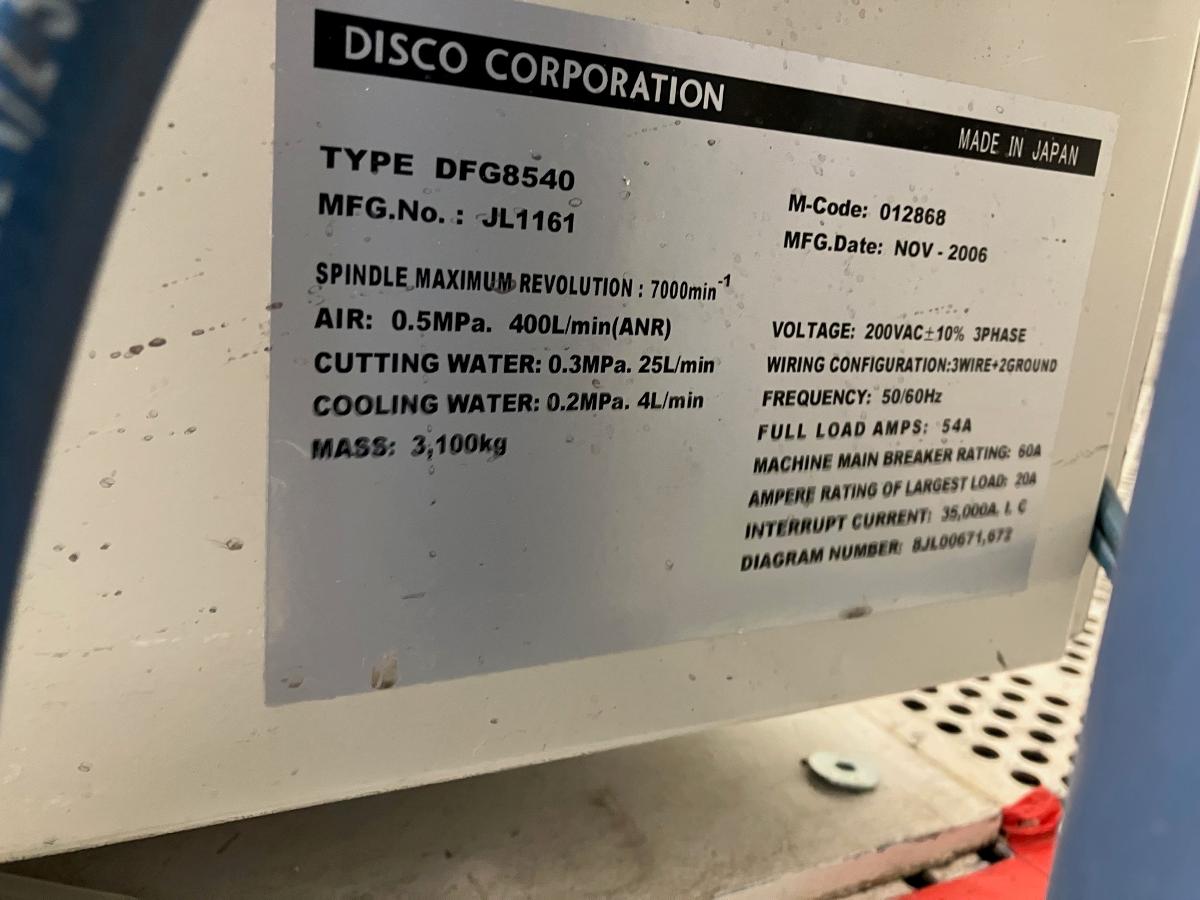 DISCO CORPORATION
MADE IN JAPAN
TYPE DFG8540
MFG.No. : JL1161
M-Code: 012868
MFG.Date: NOV - 2006
SPINDLE MAXIMUM REVOLUTION : 7000min⁻¹
AIR: 0.5MPa. 400L/min(ANR)
CUTTING WATER: 0.3MPa. 25L/min
COOLING WATER: 0.2MPa. 4L/min
MASS: 3,100kg
VOLTAGE: 200VAC±10% 3PHASE
WIRING CONFIGURATION:3WIRE+2GROUND
FREQUENCY: 50/60Hz
FULL LOAD AMPS: 54A
MACHINE MAIN BREAKER RATING: 60A
AMPERE RATING OF LARGEST LOAD: 20A
INTERRUPT CURRENT: 35,000A. I. C
DIAGRAM NUMBER: 8JL00671,672